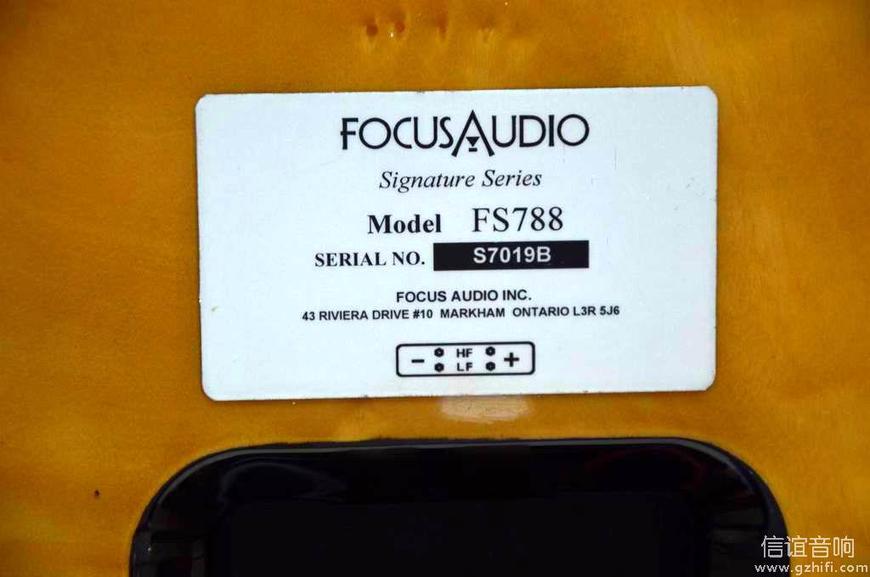 FOCUSAUDIO
Signature Series
Model FS788
SERIAL NO. S7019B
FOCUS AUDIO INC.
43 RIVIERA DRIVE #10 MARKHAM ONTARIO L3R 5J6
− HF +
LF
信谊音响
www.gzhifi.com